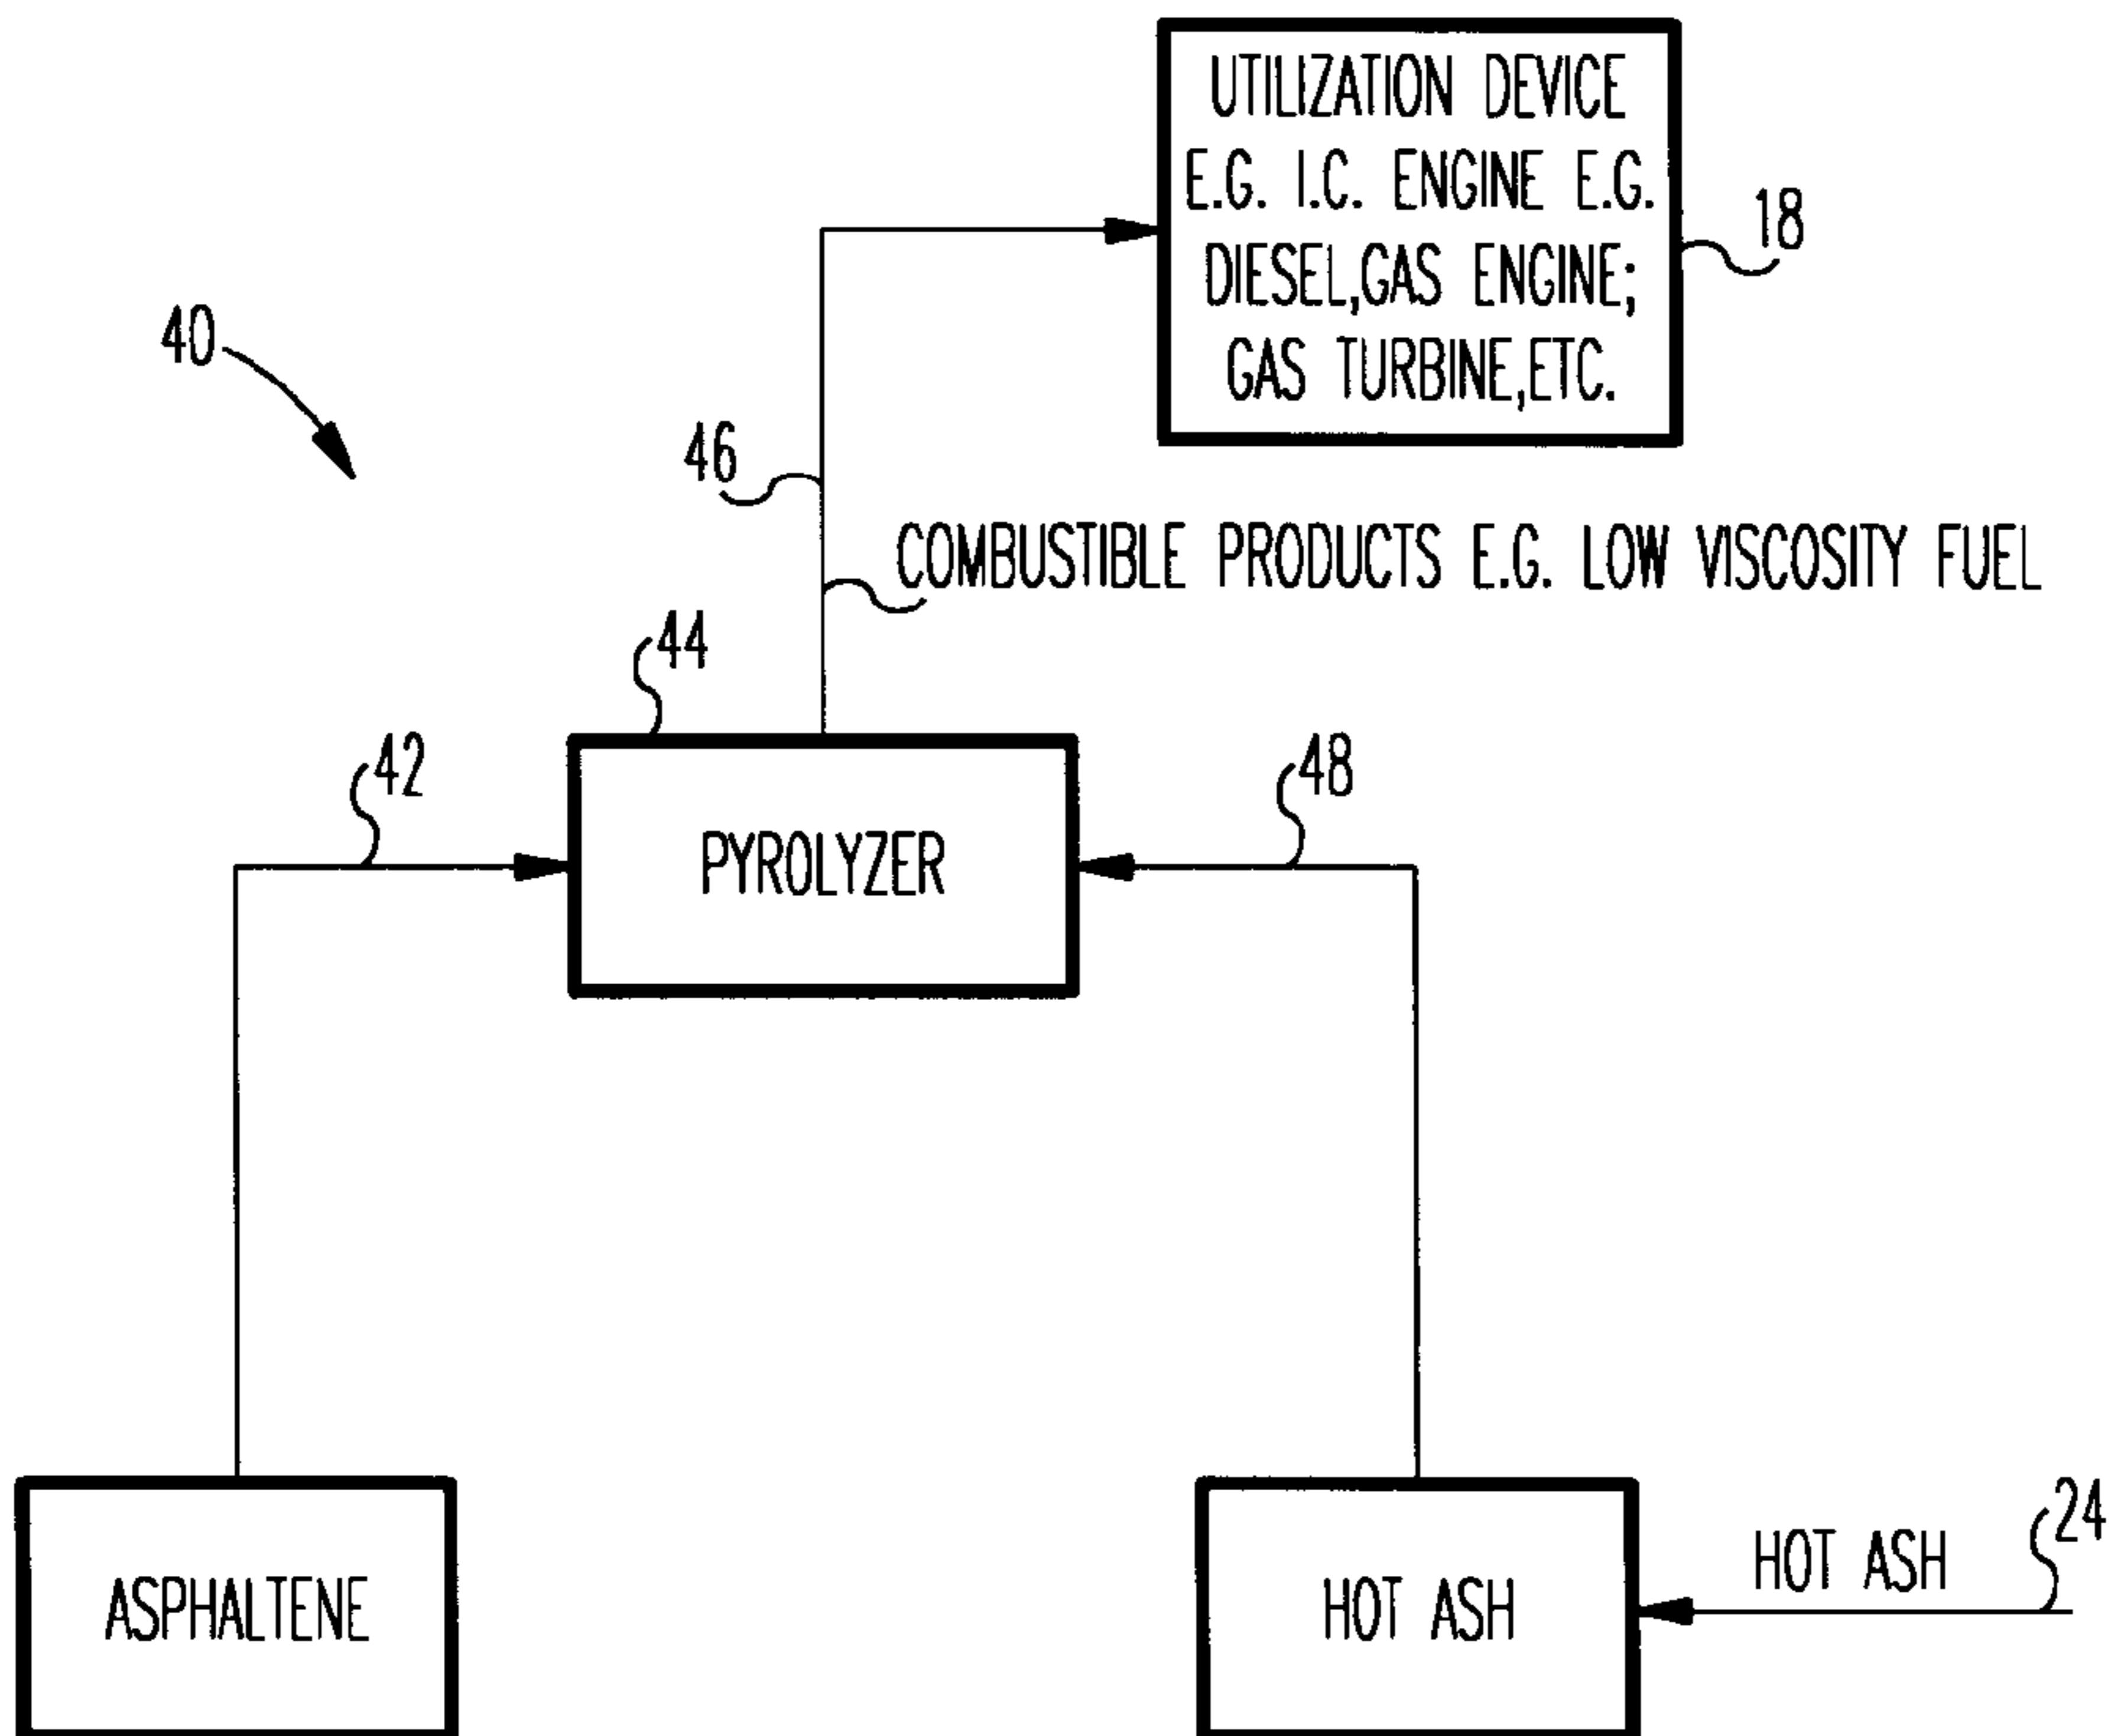 UTILIZATION DEVICE
E.G. I.C. ENGINE E.G.
DIESEL,GAS ENGINE;
GAS TURBINE,ETC.
18
40
46
COMBUSTIBLE PRODUCTS E.G. LOW VISCOSITY FUEL
44
42
48
PYROLYZER
24
HOT ASH
ASPHALTENE
HOT ASH